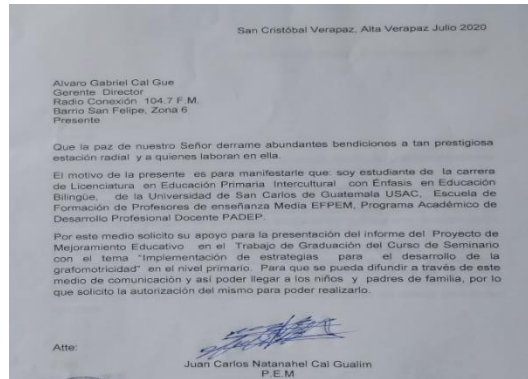 San Cristóbal Verapaz, Alta Verapaz Julio 2020
Alvaro Gabriel Cal Gue
Gerente Director
Radio Conexión 104.7 F.M.
Barrio San Felipe, Zona 6
Presente
Que la paz de nuestro Señor derrame abundantes bendiciones a tan prestigiosa
estación radial y a quienes laboran en ella.
El motivo de la presente es para manifestarle que: soy estudiante de la carrera
de Licenciatura en Educación Primaria Intercultural con Énfasis en Educación
Bilingüe, de la Universidad de San Carlos de Guatemala USAC, Escuela de
Formación de Profesores de enseñanza Media EFPEM, Programa Académico de
Desarrollo Profesional Docente PADEP.
Por este medio solicito su apoyo para la presentación del informe del Proyecto de
Mejoramiento Educativo en el Trabajo de Graduación del Curso de Seminario
con el tema "Implementación de estrategias para el desarrollo de la
grafomotricidad" en el nivel primario. Para que se pueda difundir a través de este
medio de comunicación y así poder llegar a los niños y padres de familia, por lo
que solicito la autorización del mismo para poder realizarlo.
Atte:
Juan Carlos Natanahel Cal Gualim
P.E.M